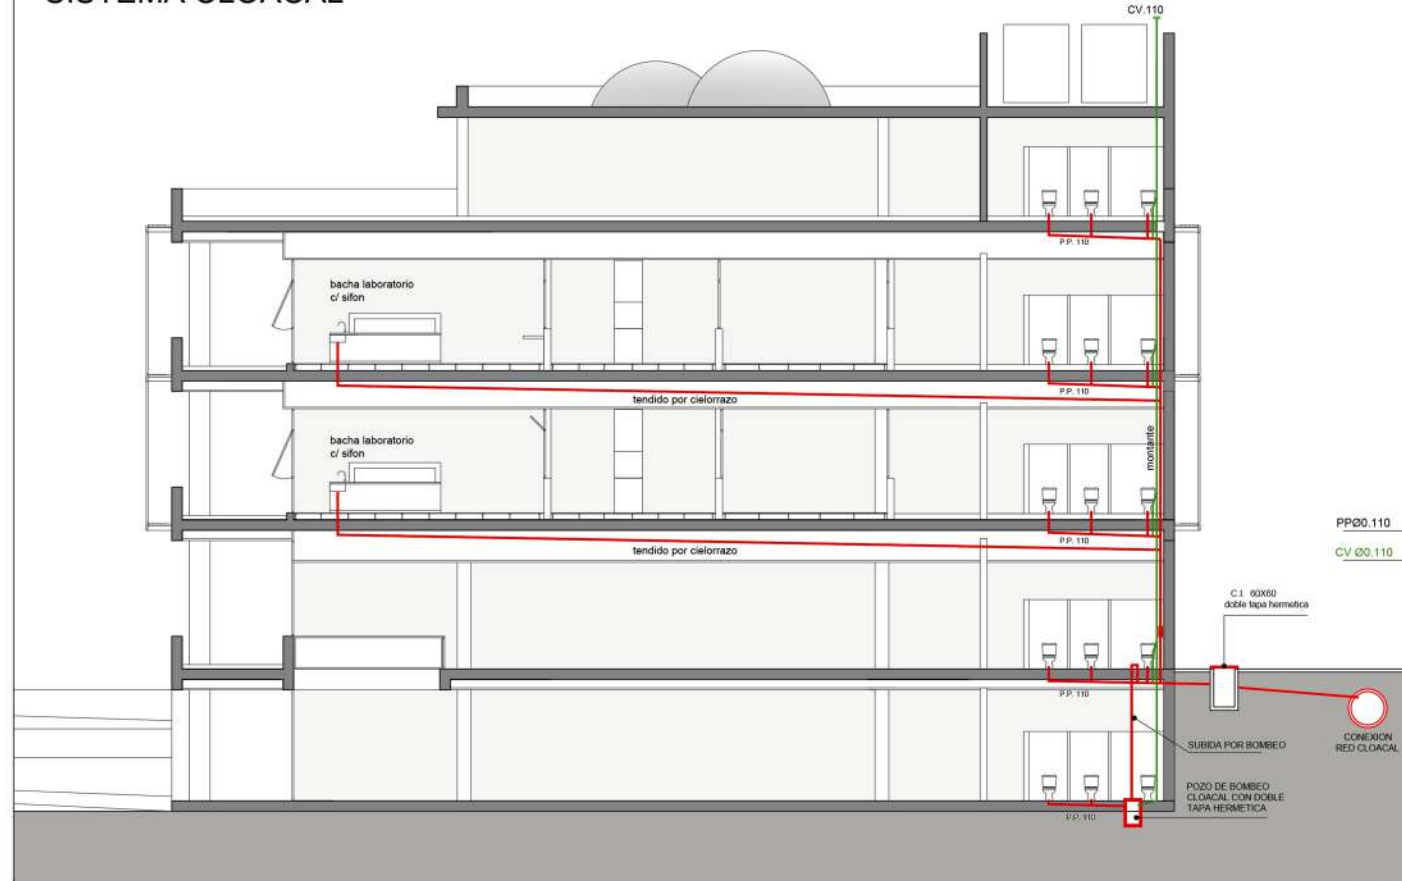 SISTEMA CLOACAL
CV.110
P.P. 110
bacha laboratorio
c/ sifon
P.P. 110
tendido por cielorrazo
bacha laboratorio
c/ sifon
montante
PPØ0.110
P.P. 110
tendido por cielorrazo
CV Ø0.110
C.I. 60X60
doble tapa hermetica
P.P. 110
SUBIDA POR BOMBEO
CONEXION
RED CLOACAL
POZO DE BOMBEO
CLOACAL CON DOBLE
TAPA HERMETICA
P.P. 110